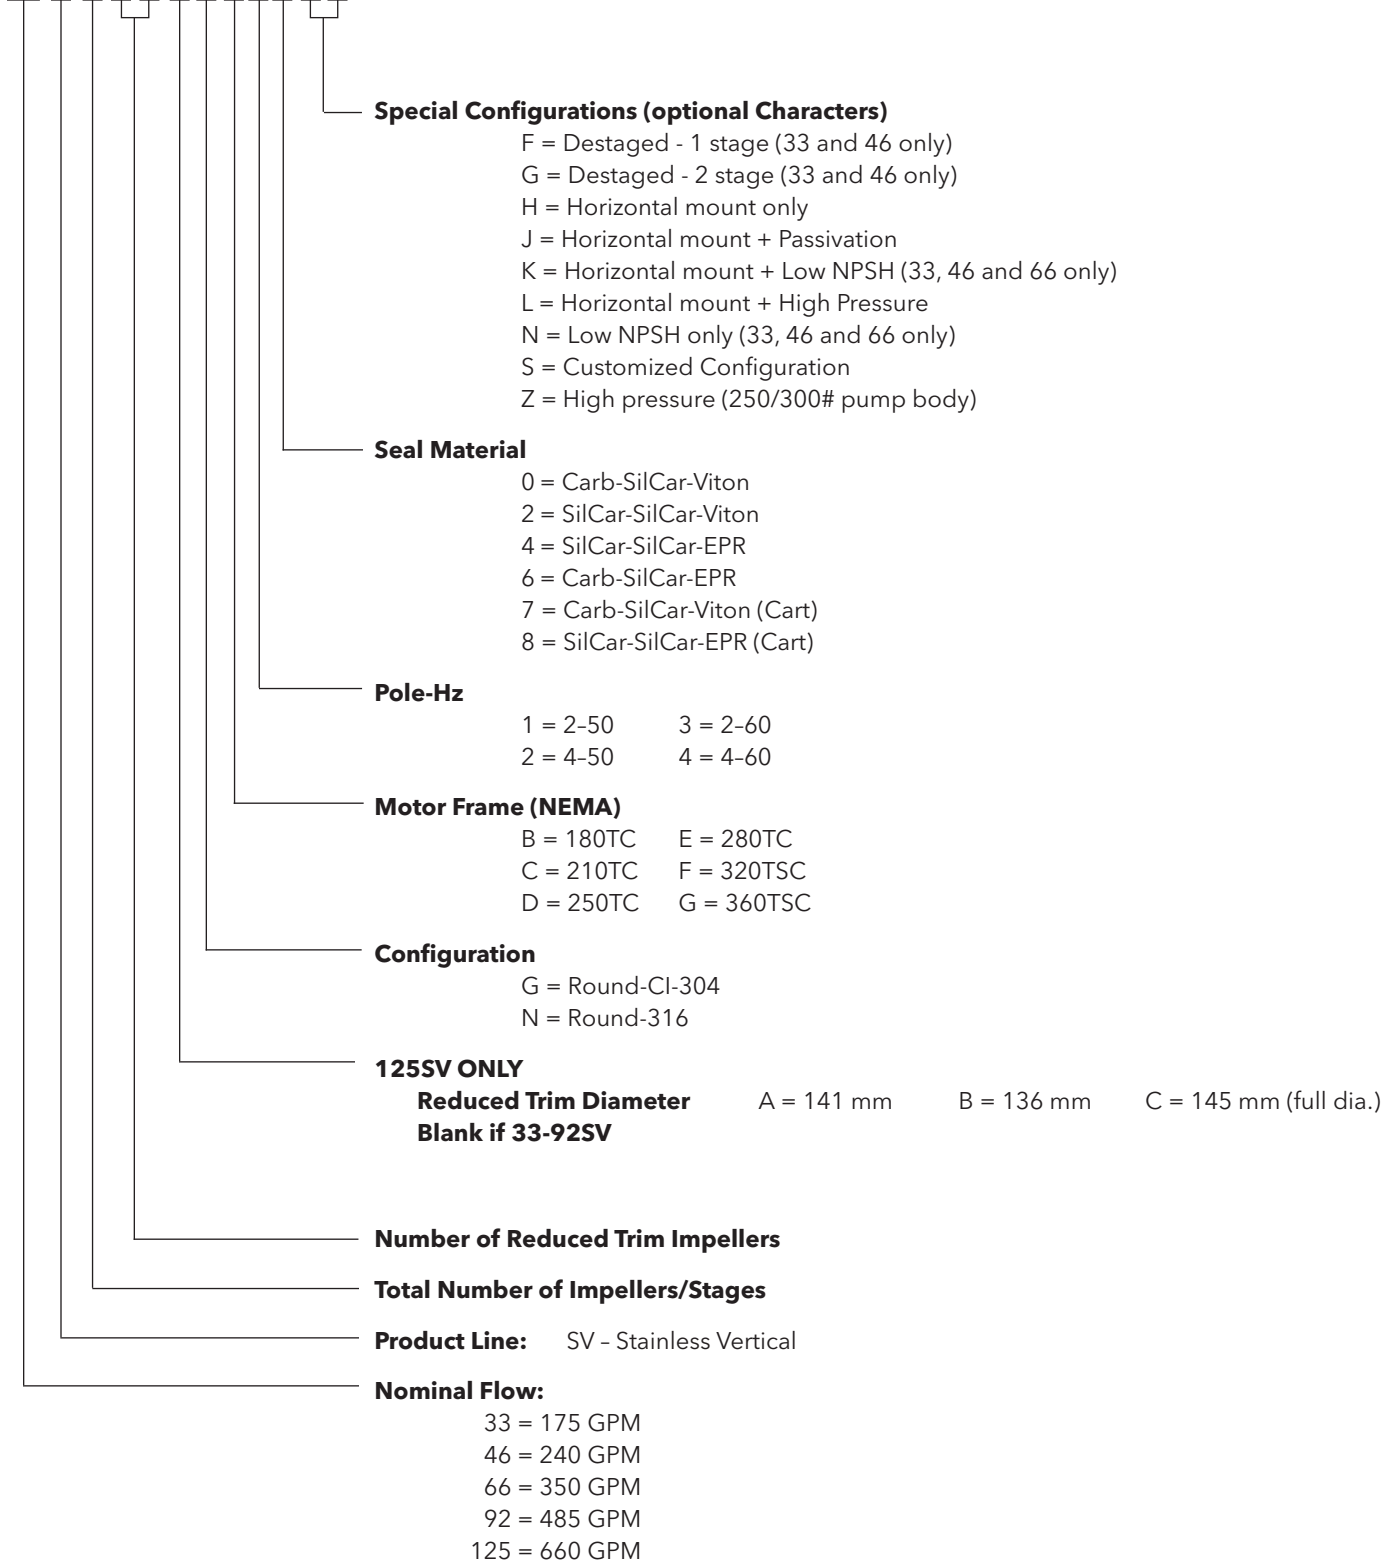 Special Configurations (optional Characters)
F = Destaged - 1 stage (33 and 46 only)
G = Destaged - 2 stage (33 and 46 only)
H = Horizontal mount only
J = Horizontal mount + Passivation
K = Horizontal mount + Low NPSH (33, 46 and 66 only)
L = Horizontal mount + High Pressure
N = Low NPSH only (33, 46 and 66 only)
S = Customized Configuration
Z = High pressure (250/300# pump body)
Seal Material
0 = Carb-SilCar-Viton
2 = SilCar-SilCar-Viton
4 = SilCar-SilCar-EPR
6 = Carb-SilCar-EPR
7 = Carb-SilCar-Viton (Cart)
8 = SilCar-SilCar-EPR (Cart)
Pole-Hz
1 = 2–50 3 = 2–60
2 = 4–50 4 = 4–60
Motor Frame (NEMA)
B = 180TC E = 280TC
C = 210TC F = 320TSC
D = 250TC G = 360TSC
Configuration
G = Round-CI-304
N = Round-316
125SV ONLY
Reduced Trim Diameter A = 141 mm B = 136 mm C = 145 mm (full dia.)
Blank if 33-92SV
Number of Reduced Trim Impellers
Total Number of Impellers/Stages
Product Line: SV – Stainless Vertical
Nominal Flow:
33 = 175 GPM
46 = 240 GPM
66 = 350 GPM
92 = 485 GPM
125 = 660 GPM